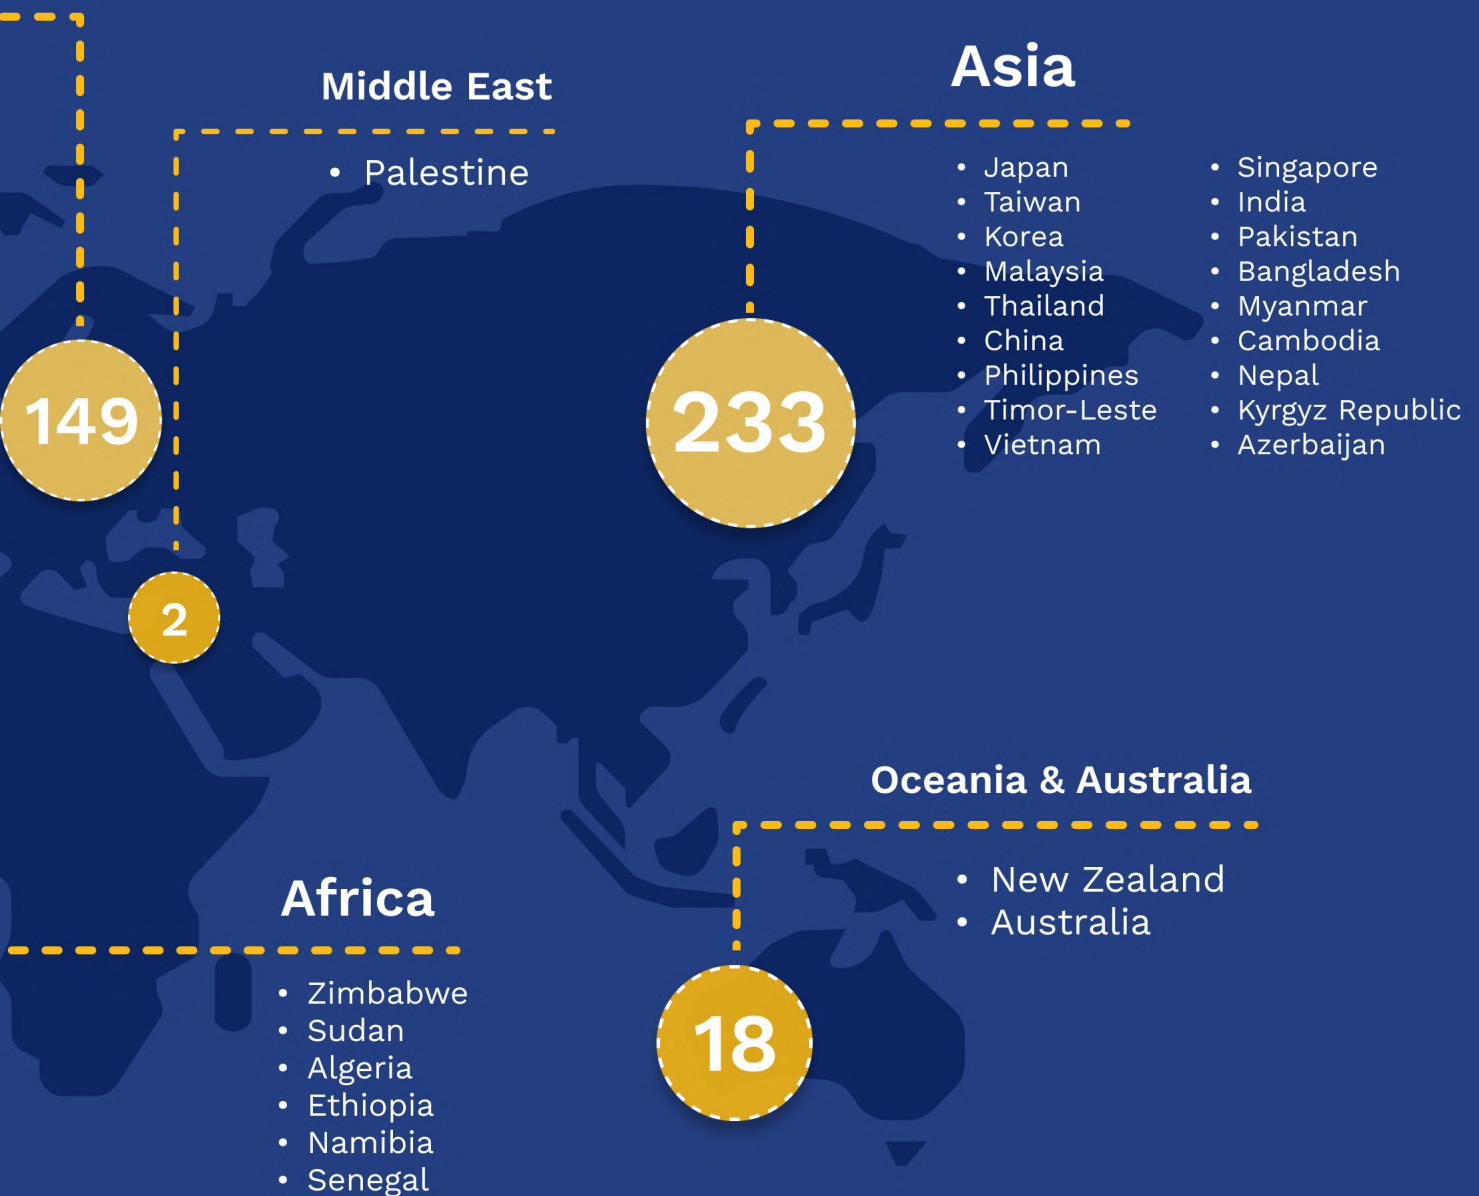 Middle East
• Palestine
149
2
Asia
• Japan
• Taiwan
• Korea
• Malaysia
• Thailand
• China
• Philippines
• Timor-Leste
• Vietnam
• Singapore
• India
• Pakistan
• Bangladesh
• Myanmar
• Cambodia
• Nepal
• Kyrgyz Republic
• Azerbaijan
233
Africa
• Zimbabwe
• Sudan
• Algeria
• Ethiopia
• Namibia
• Senegal
Oceania & Australia
• New Zealand
• Australia
18